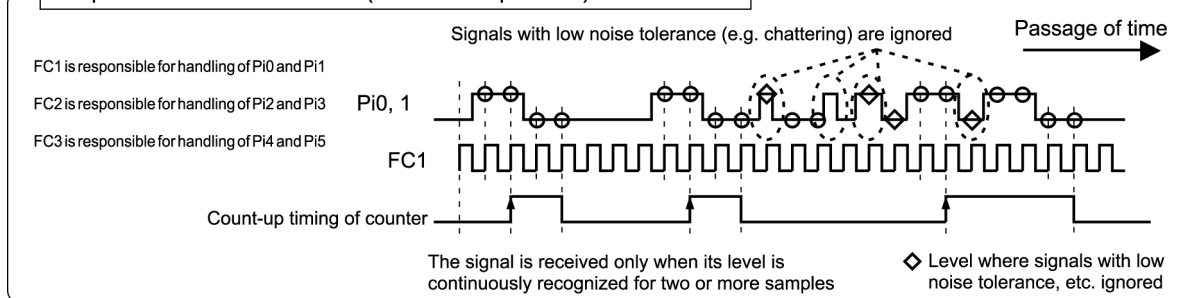 Signals with low noise tolerance (e.g. chattering) are ignored
Passage of time
FC1 is responsible for handling of Pi0 and Pi1
FC2 is responsible for handling of Pi2 and Pi3
Pi0, 1
FC3 is responsible for handling of Pi4 and Pi5
FC1
Count-up timing of counter
The signal is received only when its level is
continuously recognized for two or more samples
Level where signals with low
noise tolerance, etc. ignored